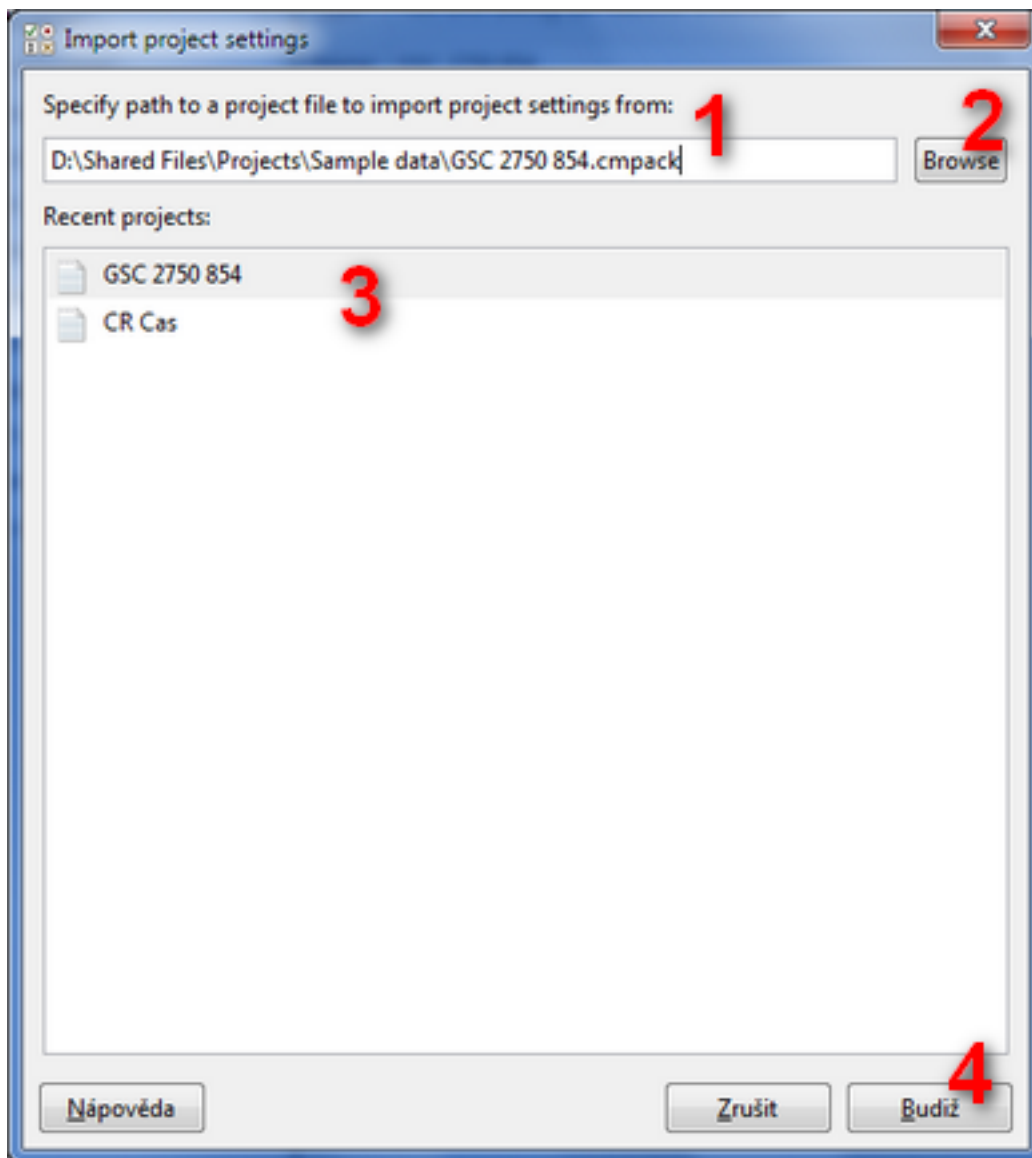 Import project settings
Specify path to a project file to import project settings from:
1
2
D:\Shared Files\Projects\Sample data\GSC 2750 854.cmpack
Browse
Recent projects:
GSC 2750 854
3
CR Cas
4
Nápověda
Zrušit
Budiž